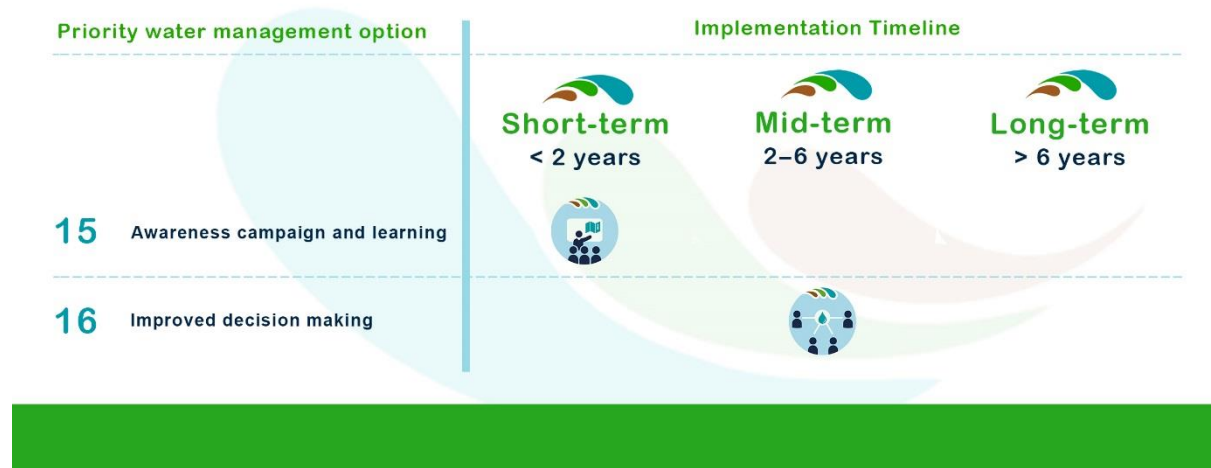 Priority water management option
Implementation Timeline
Short-term
Mid-term
Long-term
< 2 years
2–6 years
> 6 years
15 Awareness campaign and learning
16 Improved decision making